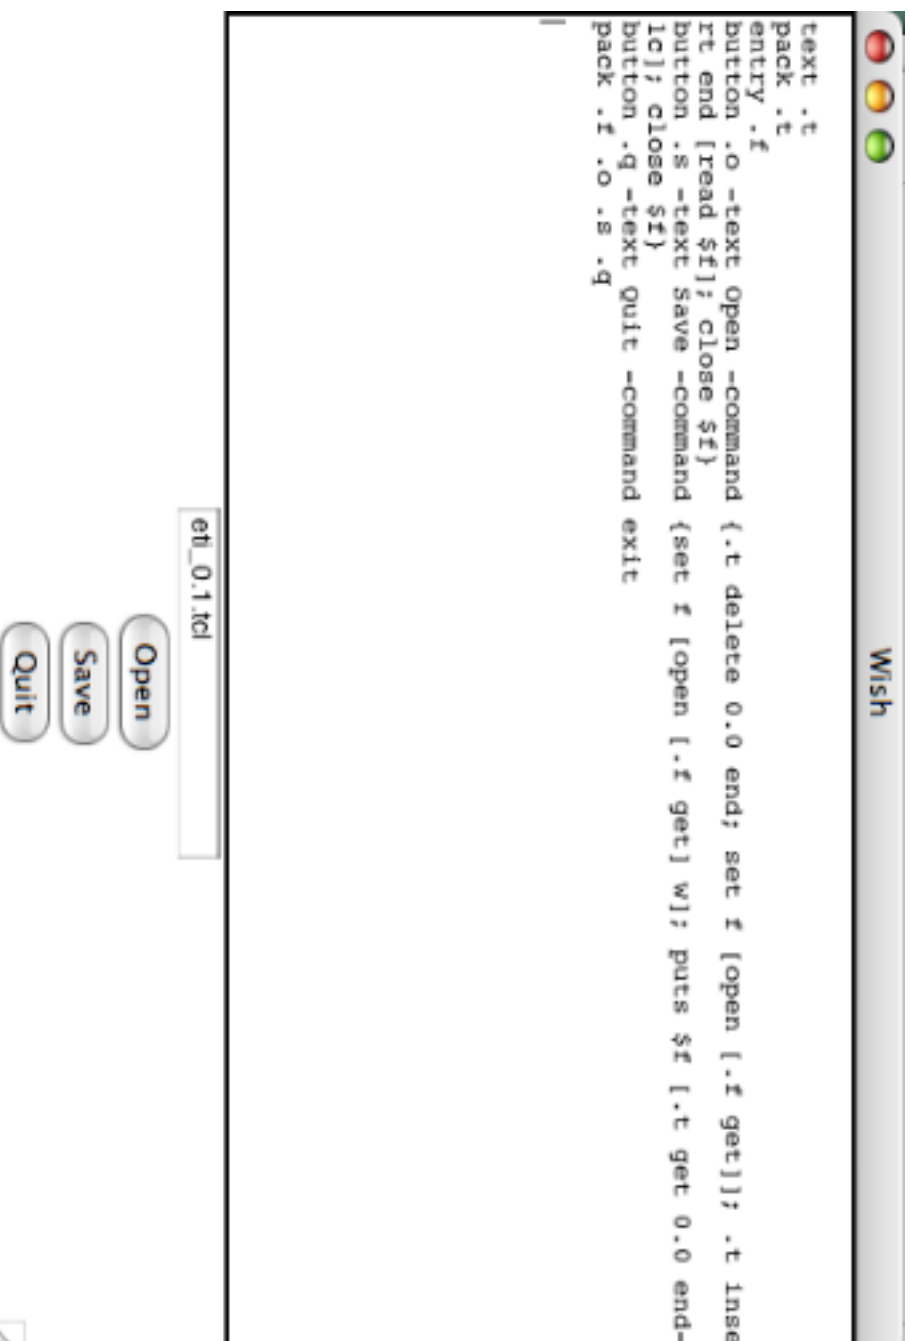 Wish
text .t
pack .t
entry .f
button .o -text Open -command {.t delete 0.0 end; set f [open [.f get]]; .t inse
rt end [read $f]; close $f}
button .s -text Save -command {set f [open [.f get] w]; puts $f [.t get 0.0 end-
1c]; close $f}
button .q -text Quit -command exit
pack .f .o .s .q
eti_0.1.tcl
Open
Save
Quit